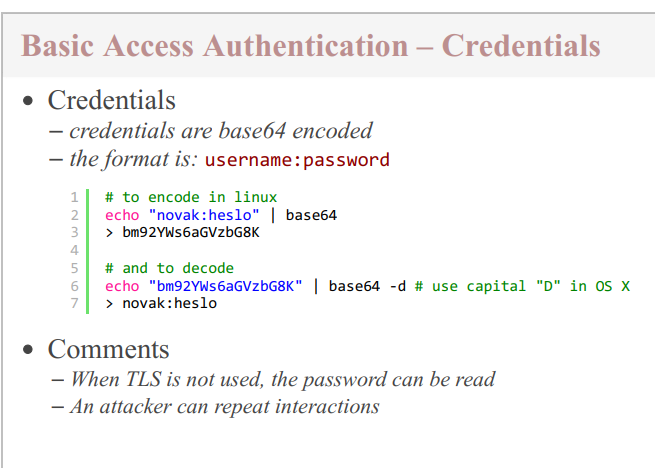 Basic Access Authentication – Credentials
• Credentials
– credentials are base64 encoded
– the format is: username:password
1 # to encode in linux
2 echo "novak:heslo" | base64
3 > bm92YWs6aGVzbG8K
4
5 # and to decode
6 echo "bm92YWs6aGVzbG8K" | base64 -d # use capital "D" in OS X
7 > novak:heslo
• Comments
– When TLS is not used, the password can be read
– An attacker can repeat interactions